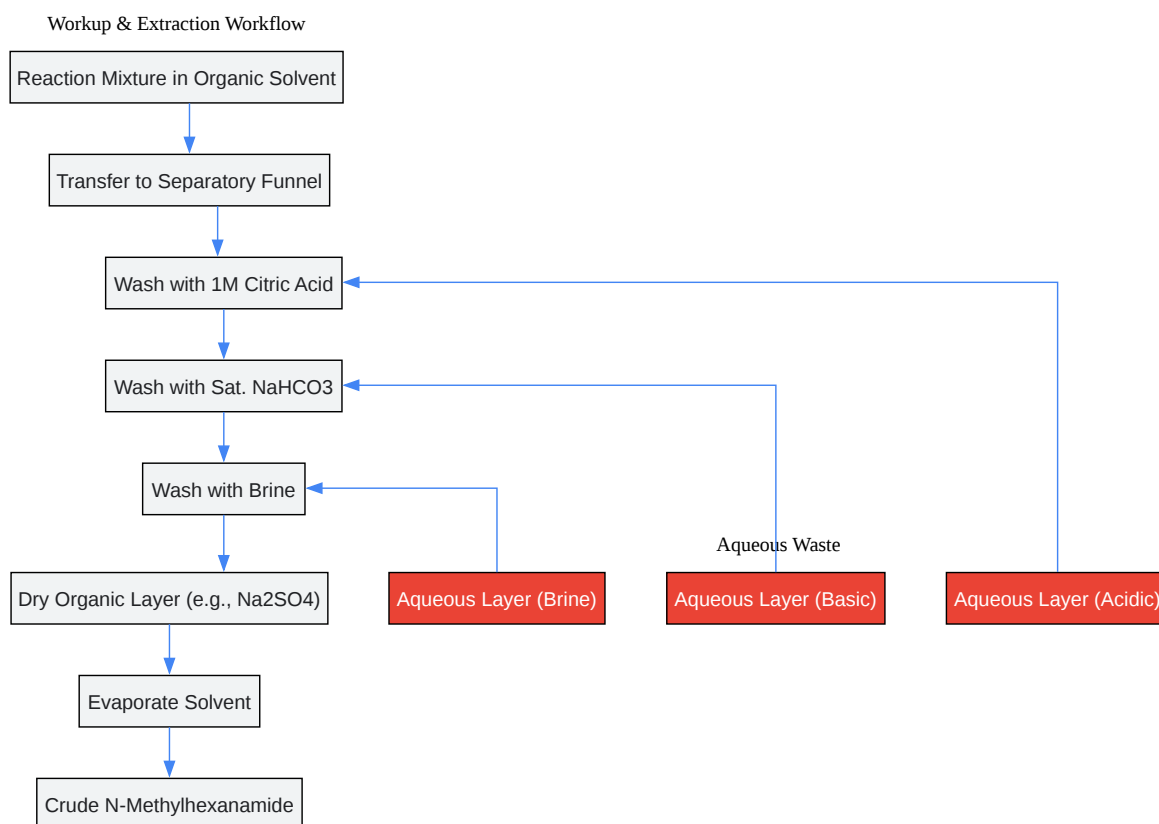 Workup & Extraction Workflow
Reaction Mixture in Organic Solvent
Transfer to Separatory Funnel
Wash with 1M Citric Acid
Wash with Sat. NaHCO3
Wash with Brine
Aqueous Waste
Dry Organic Layer (e.g., Na2SO4)
Aqueous Layer (Brine)
Aqueous Layer (Basic)
Aqueous Layer (Acidic)
Evaporate Solvent
Crude N-Methylhexanamide